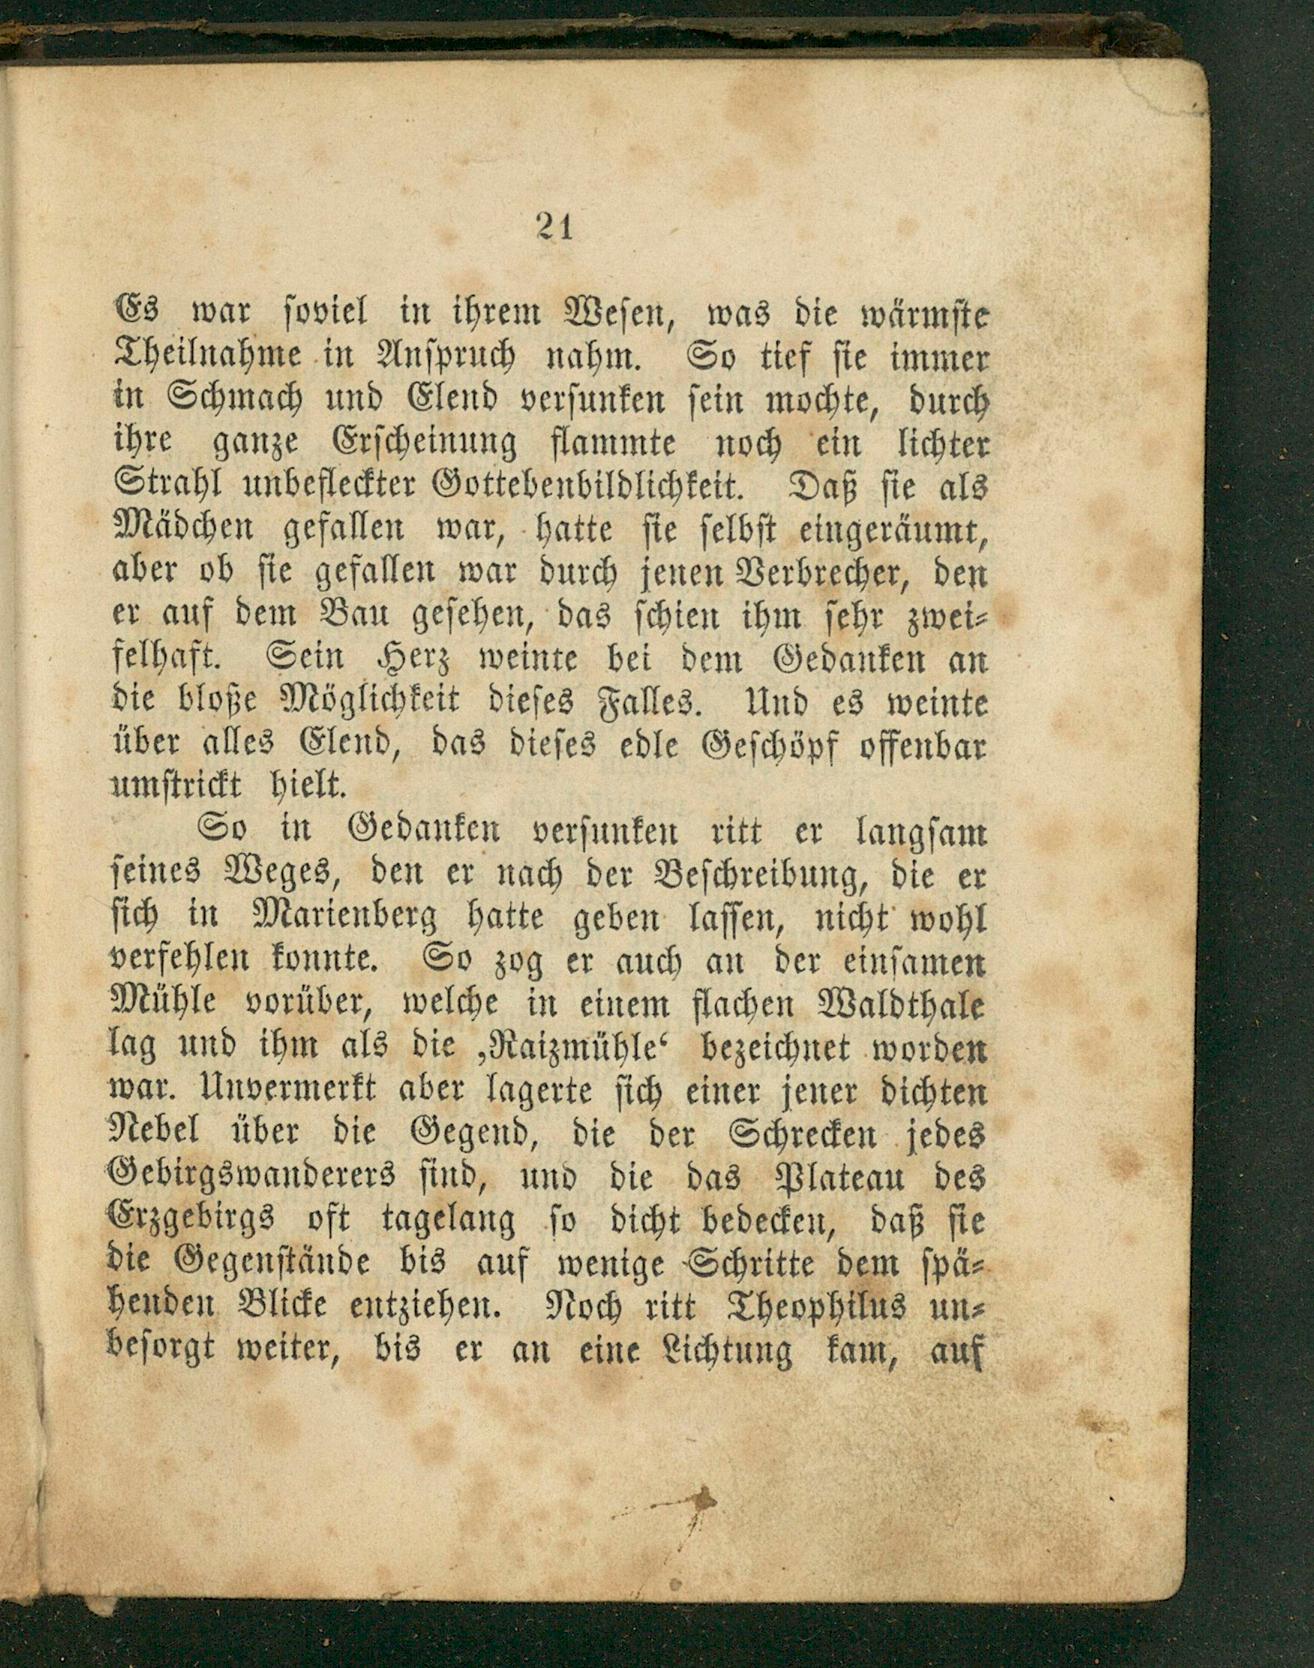 21
Es war soviel in ihrem Wesen, was die wärmste
Theilnahme in Anspruch nahm. So tief sie immer
in Schmach und Elend versunken sein mochte, durch
ihre ganze Erscheinung flammte noch ein lichter
Strahl unbefleckter Gottebenbildlichkeit. Daß sie als
Mädchen gefallen war, hatte sie selbst eingeräumt,
aber ob sie gefallen war durch jenen Verbrecher, den
er auf dem Bau gesehen, das schien ihm sehr zwei⸗
felhaft. Sein Herz weinte bei dem Gedanken an
die bloße Möglichkeit dieses Falles. Und es weinte
über alles Elend, das dieses edle Geschöpf offenbar
umstrickt hielt.
So in Gedanken versunken ritt er langsam
seines Weges, den er nach der Beschreibung, die er
sich in Marienberg hatte geben lassen, nicht wohl
verfehlen konnte. So zog er auch an der einsamen
Mühle vorüber, welche in einem flachen Waldthale
lag und ihm als die ‚Raizmühle‘ bezeichnet worden
war. Unvermerkt aber lagerte sich einer jener dichten
Nebel über die Gegend, die der Schrecken jedes
Gebirgswanderers sind, und die das Plateau des
Erzgebirgs oft tagelang so dicht bedecken, daß sie
die Gegenstände bis auf wenige Schritte dem spä⸗
henden Blicke entziehen. Noch ritt Theophilus un⸗
besorgt weiter, bis er an eine Lichtung kam, auf